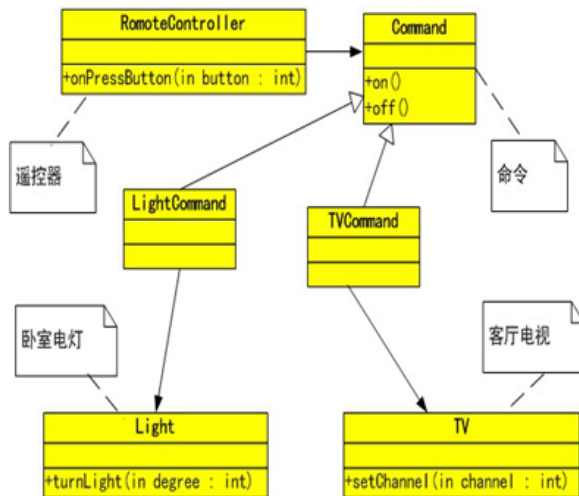 RomoteController
+onPressButton(in button : int)
Command
+on()
+off()
遥控器
命令
LightCommand
TVCommand
卧室电灯
客厅电视
Light
+turnLight(in degree : int)
TV
+setChannel(in channel : int)